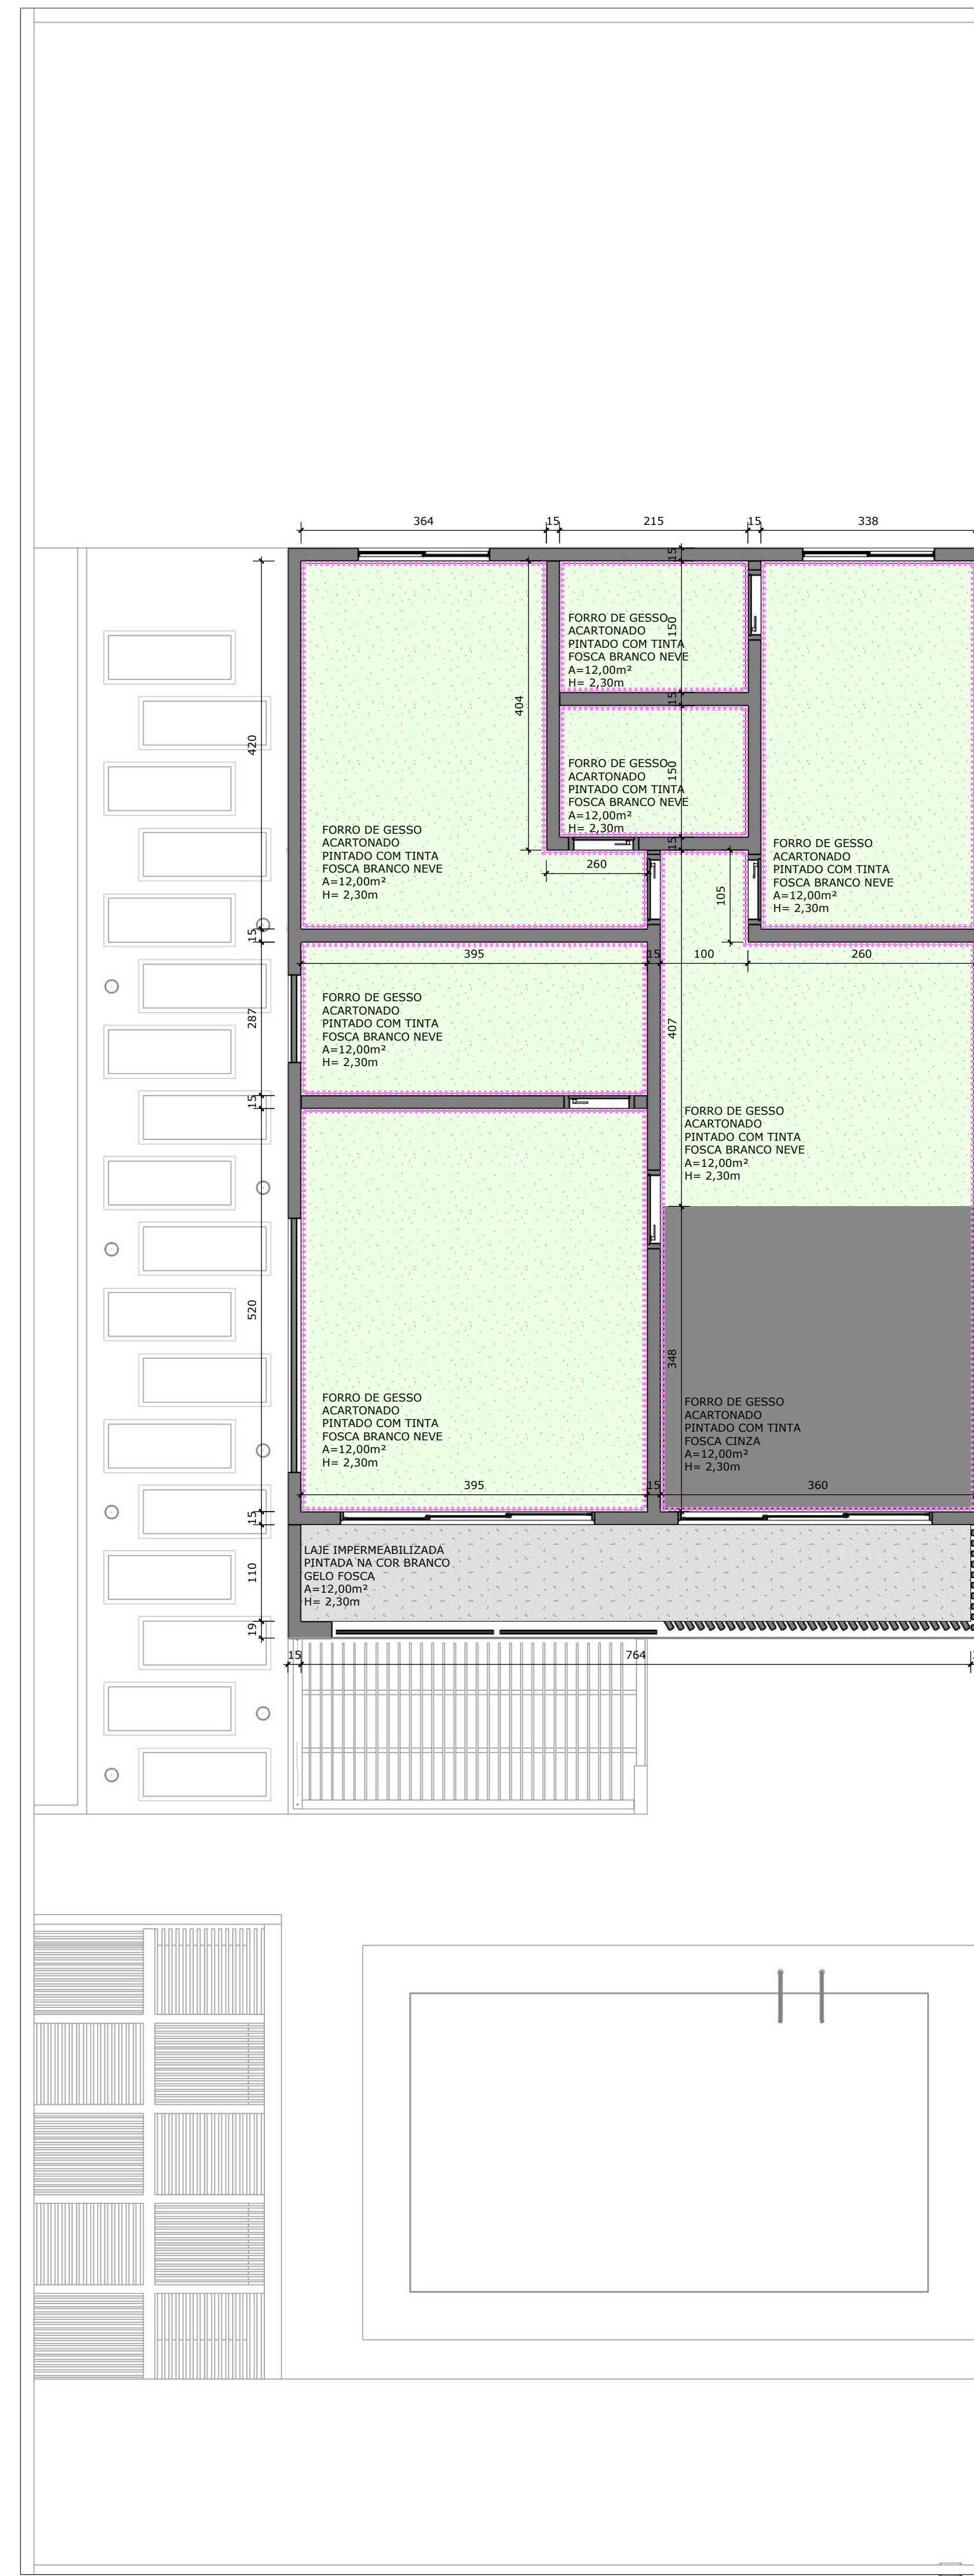 364
15
215
15
338
15
FORRO DE GESSO
ACARTONADO
PINTADO COM TINTA
FOSCA BRANCO NEVE
A=12,00m²
H= 2,30m
150
404
15
420
FORRO DE GESSO
ACARTONADO
PINTADO COM TINTA
FOSCA BRANCO NEVE
A=12,00m²
H= 2,30m
150
FORRO DE GESSO
ACARTONADO
PINTADO COM TINTA
FOSCA BRANCO NEVE
A=12,00m²
H= 2,30m
15
FORRO DE GESSO
ACARTONADO
PINTADO COM TINTA
FOSCA BRANCO NEVE
A=12,00m²
H= 2,30m
260
105
15
395
15
100
260
FORRO DE GESSO
ACARTONADO
PINTADO COM TINTA
FOSCA BRANCO NEVE
A=12,00m²
H= 2,30m
287
407
15
FORRO DE GESSO
ACARTONADO
PINTADO COM TINTA
FOSCA BRANCO NEVE
A=12,00m²
H= 2,30m
520
348
FORRO DE GESSO
ACARTONADO
PINTADO COM TINTA
FOSCA BRANCO NEVE
A=12,00m²
H= 2,30m
FORRO DE GESSO
ACARTONADO
PINTADO COM TINTA
FOSCA CINZA
A=12,00m²
H= 2,30m
395
15
360
15
LAJE IMPERMEABILIZADA
PINTADA NA COR BRANCO
GELO FOSCA
A=12,00m²
H= 2,30m
110
19
15
764